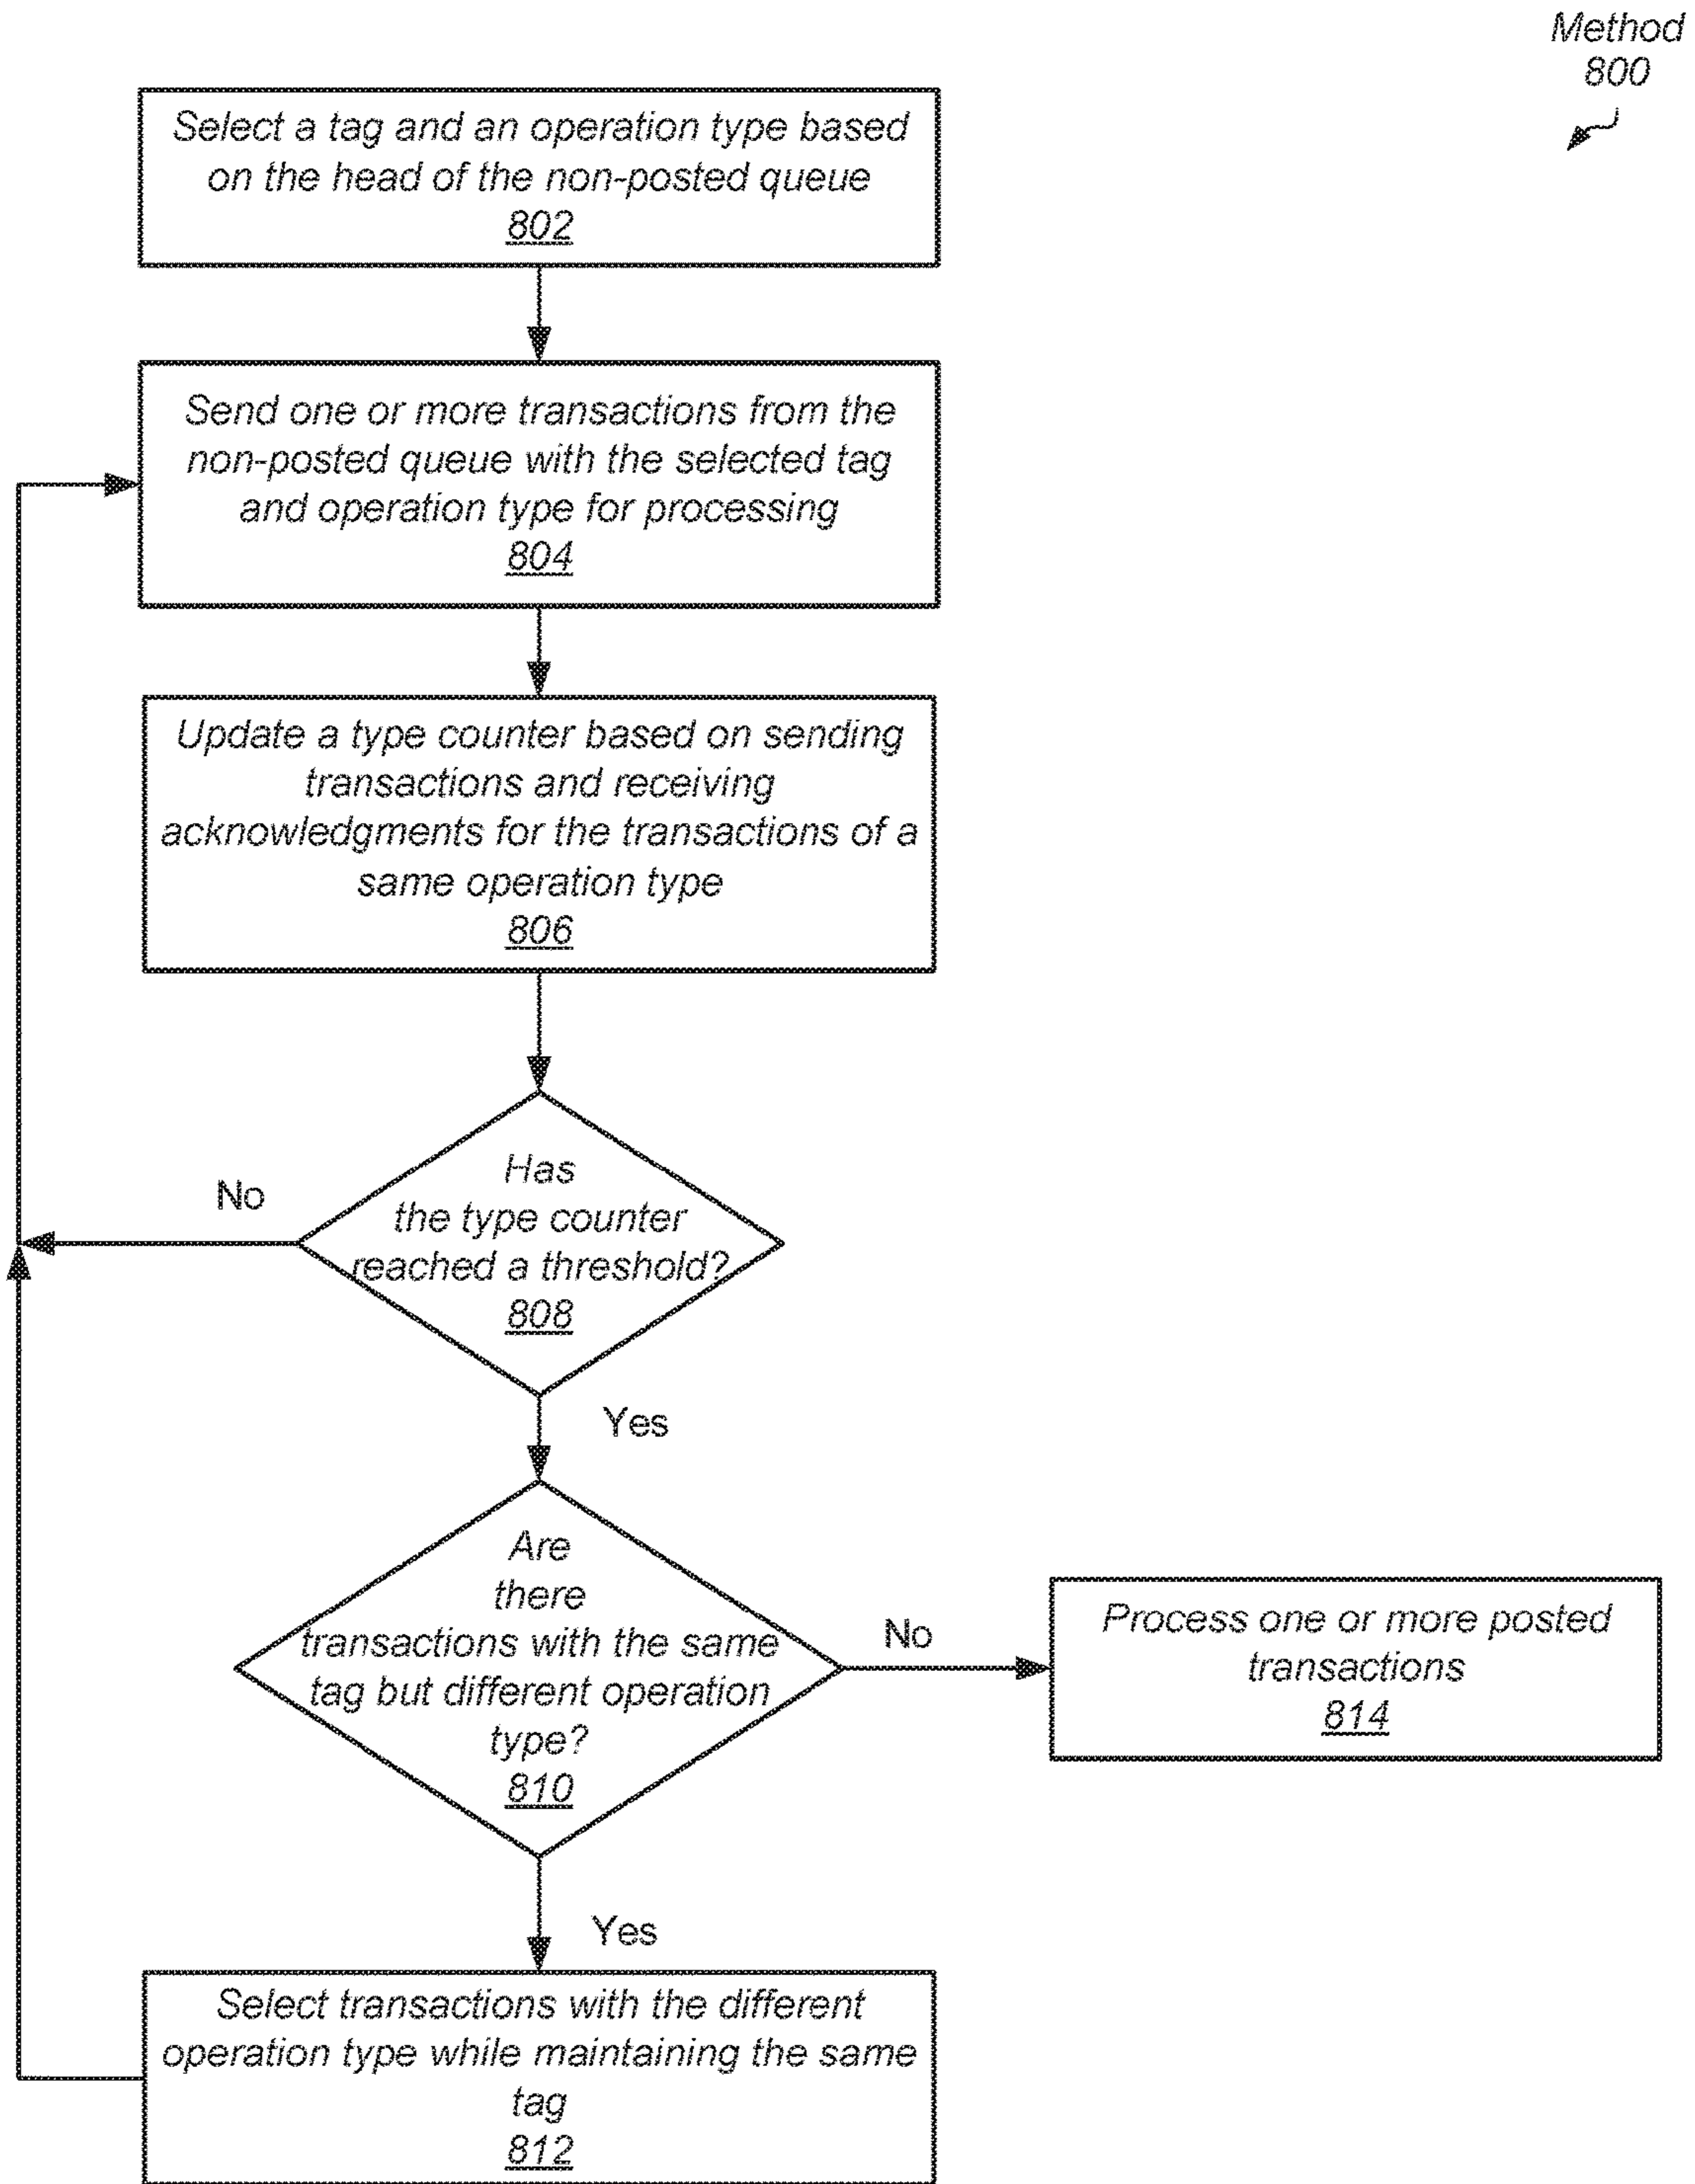 Method
800
Select a tag and an operation type based
on the head of the non-posted queue
802
Send one or more transactions from the
non-posted queue with the selected tag
and operation type for processing
804
Update a type counter based on sending
transactions and receiving
acknowledgments for the transactions of a
same operation type
806
Has
the type counter
reached a threshold?
808
No
Yes
Are
there
transactions with the same
tag but different operation
type?
810
No
Process one or more posted
transactions
814
Yes
Select transactions with the different
operation type while maintaining the same
tag
812